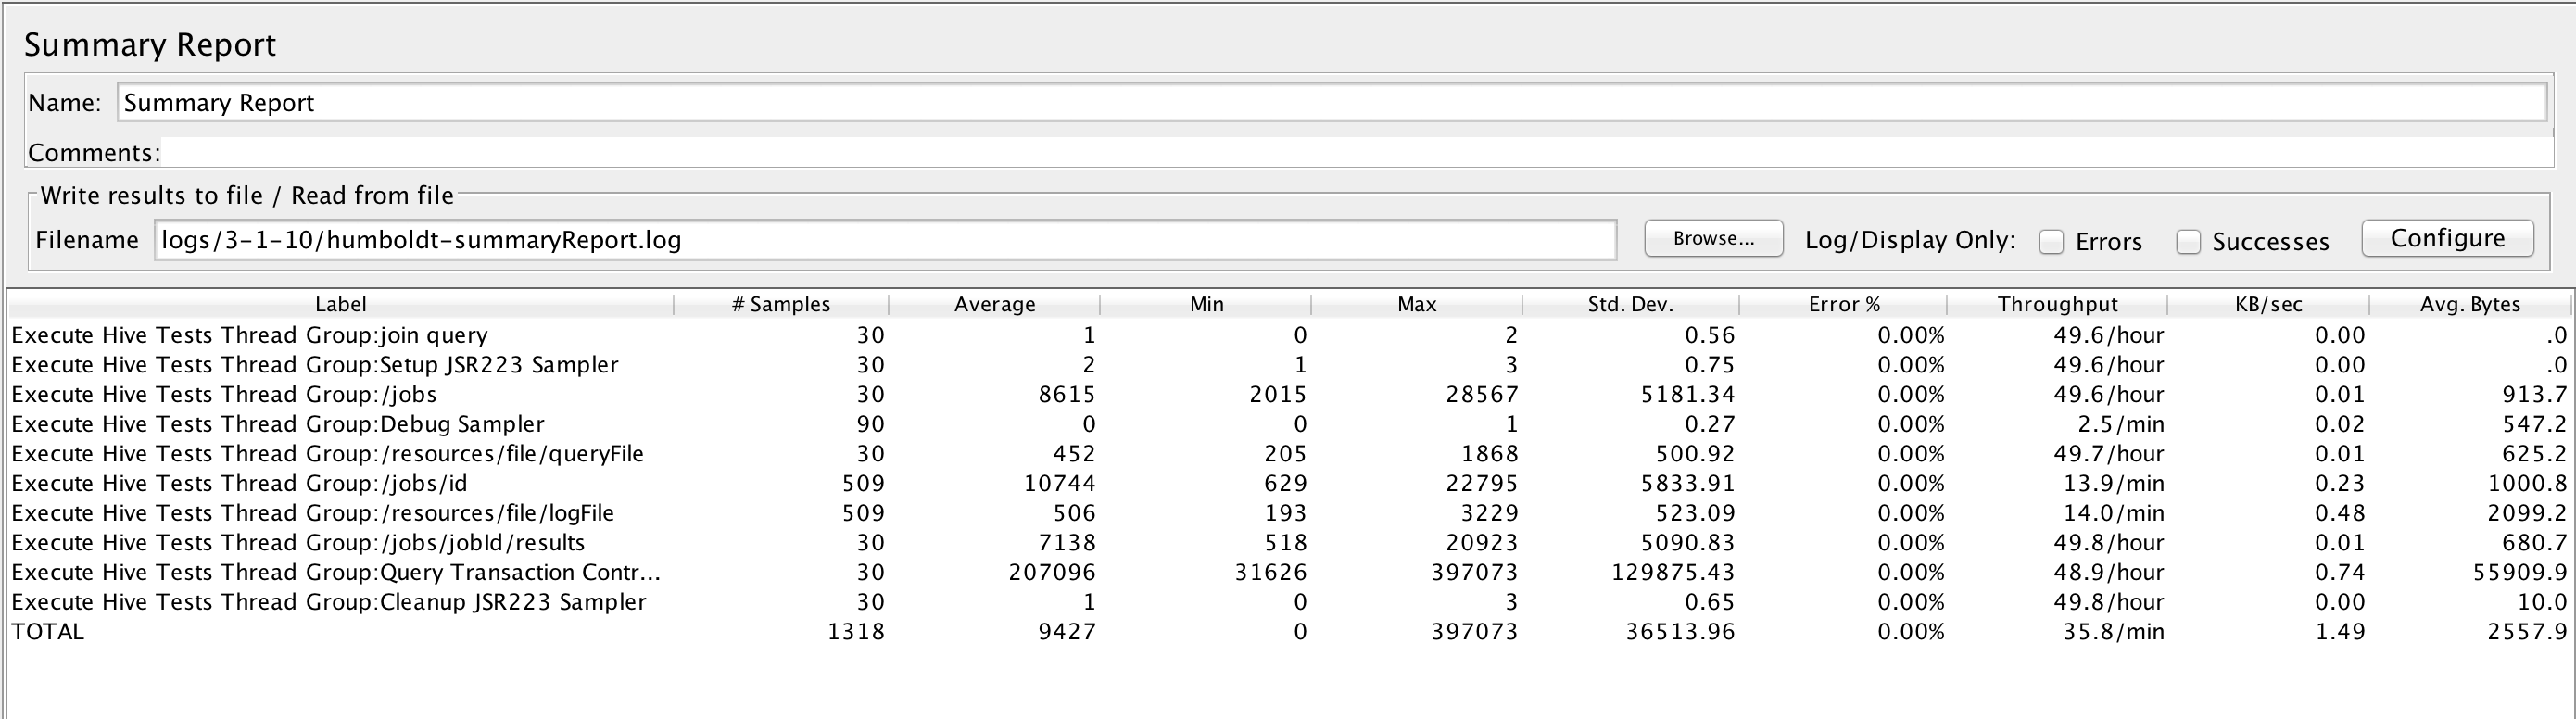 Summary Report
Name: Summary Report
Comments:
Write results to file / Read from file
Filename logs/3-1-10/humboldt-summaryReport.log Browse... Log/Display Only: Errors Successes Configure
Label # Samples Average Min Max Std. Dev. Error % Throughput KB/sec Avg. Bytes
Execute Hive Tests Thread Group:join query 30 1 0 2 0.56 0.00% 49.6/hour 0.00 .0
Execute Hive Tests Thread Group:Setup JSR223 Sampler 30 2 1 3 0.75 0.00% 49.6/hour 0.00 .0
Execute Hive Tests Thread Group:/jobs 30 8615 2015 28567 5181.34 0.00% 49.6/hour 0.01 913.7
Execute Hive Tests Thread Group:Debug Sampler 90 0 0 1 0.27 0.00% 2.5/min 0.02 547.2
Execute Hive Tests Thread Group:/resources/file/queryFile 30 452 205 1868 500.92 0.00% 49.7/hour 0.01 625.2
Execute Hive Tests Thread Group:/jobs/id 509 10744 629 22795 5833.91 0.00% 13.9/min 0.23 1000.8
Execute Hive Tests Thread Group:/resources/file/logFile 509 506 193 3229 523.09 0.00% 14.0/min 0.48 2099.2
Execute Hive Tests Thread Group:/jobs/jobId/results 30 7138 518 20923 5090.83 0.00% 49.8/hour 0.01 680.7
Execute Hive Tests Thread Group:Query Transaction Contr... 30 207096 31626 397073 129875.43 0.00% 48.9/hour 0.74 55909.9
Execute Hive Tests Thread Group:Cleanup JSR223 Sampler 30 1 0 3 0.65 0.00% 49.8/hour 0.00 10.0
TOTAL 1318 9427 0 397073 36513.96 0.00% 35.8/min 1.49 2557.9